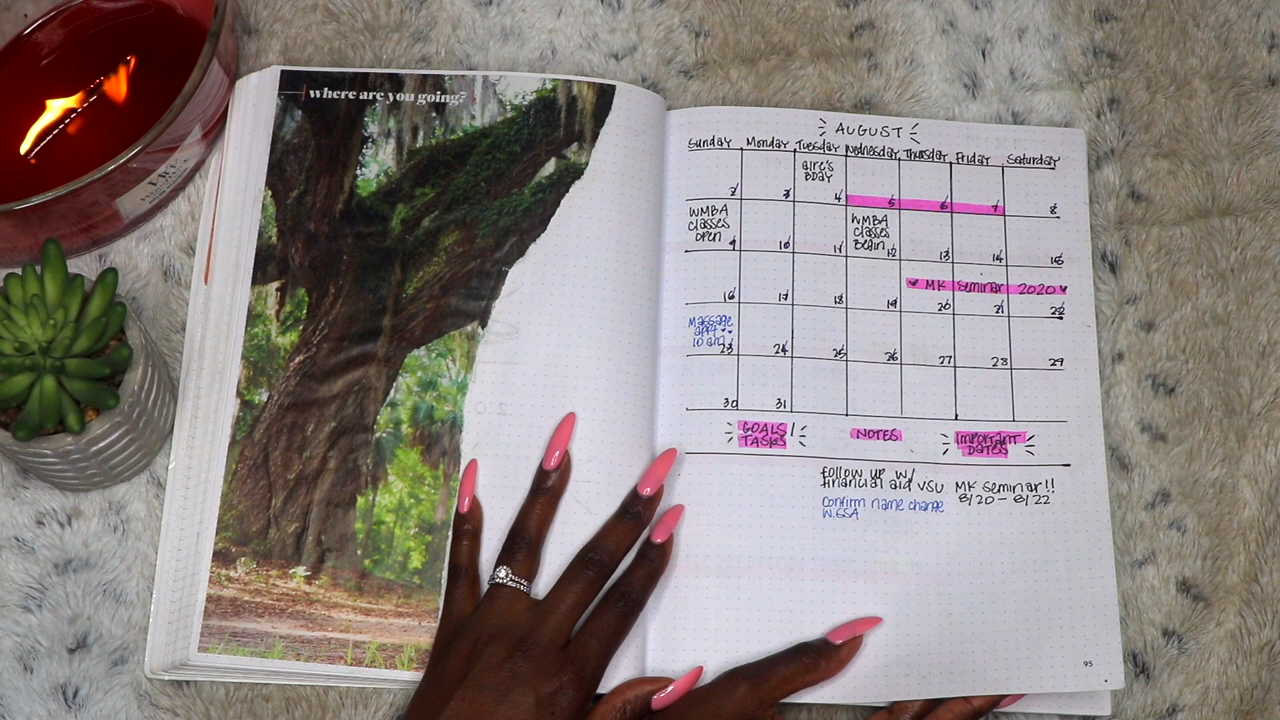 where are you going?
AUGUST
Sunday Monday Tuesday Wednesday Thursday Friday Saturday
aire's
BDAY
2 3 4 5 6 7 8
WMBA
classes
open
WMBA
classes
Begin
9 10 11 12 13 14 15
MK seminar 2020
16 17 18 19 20 21 22
Massage
appt
10 am
23 24 25 26 27 28 29
30 31
GOALS/
TASKS
NOTES
IMPORTANT
DATES
follow up w/
financial aid VSU
confirm name change
w. GSA
MK seminar!!
8/20 - 8/22
95